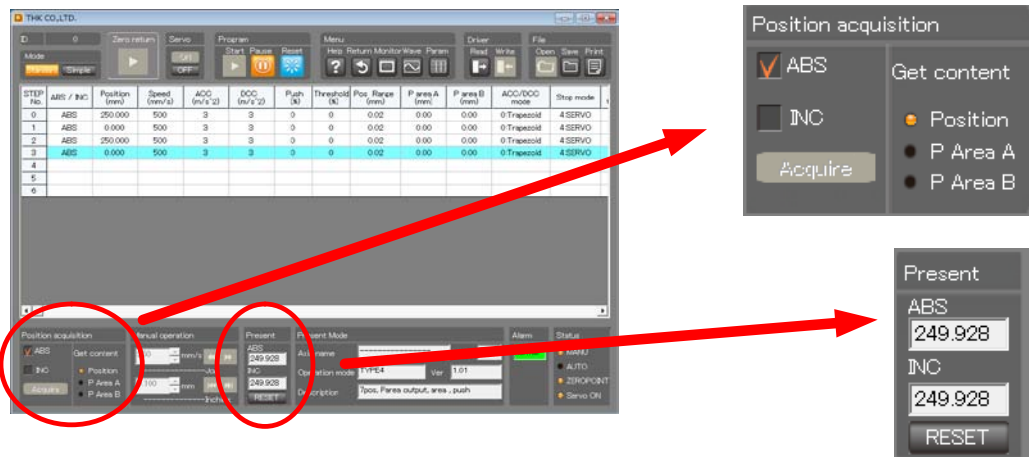 THK CO.,LTD.
ID 0 Zero return Servo Program Menu Driver File
Mode
Start Pause Reset Help Return Monitor Wave Param Read Write Open Save Print
Simple OFF
STEP No. ABS / INC Position (mm) Speed (mm/s) ACC (m/s^2) DCC (m/s^2) Push (%) Threshold (%) Pos. Range (mm) P area A (mm) P area B (mm) ACC/DCC mode Stop mode
0 ABS 250.000 500 3 3 0 0 0.02 0.00 0.00 0:Trapezoid 4:SERVO
1 ABS 0.000 500 3 3 0 0 0.02 0.00 0.00 0:Trapezoid 4:SERVO
2 ABS 250.000 500 3 3 0 0 0.02 0.00 0.00 0:Trapezoid 4:SERVO
3 ABS 0.000 500 3 3 0 0 0.02 0.00 0.00 0:Trapezoid 4:SERVO
4
5
6
Position acquisition Manual operation Present Present Mode Alarm Status
ABS Get content mm/s ABS name MANU
249.928
INC Position INC Operation mode TYPE4 Ver 1.01 AUTO
Acquire P Area A 100 mm 249.928 ZEROPOINT
P Area B Inching RESET Description 7pos, Parea output, area , push Servo ON
Position acquisition
ABS Get content
INC Position
Acquire P Area A
P Area B
Present
ABS
249.928
INC
249.928
RESET